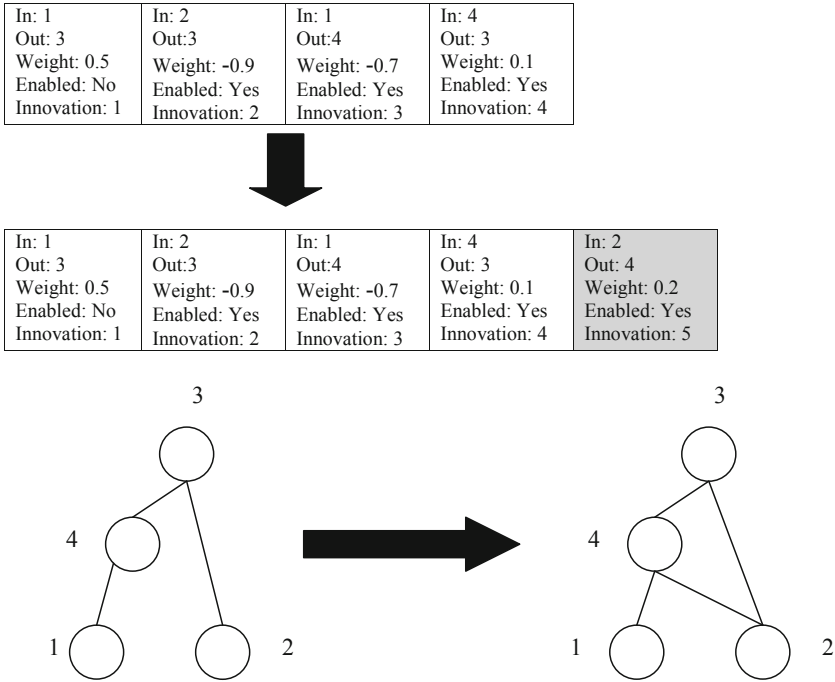 In: 1
Out: 3
Weight: 0.5
Enabled: No
Innovation: 1
In: 2
Out:3
Weight: -0.9
Enabled: Yes
Innovation: 2
In: 1
Out:4
Weight: -0.7
Enabled: Yes
Innovation: 3
In: 4
Out: 3
Weight: 0.1
Enabled: Yes
Innovation: 4
In: 1
Out: 3
Weight: 0.5
Enabled: No
Innovation: 1
In: 2
Out:3
Weight: -0.9
Enabled: Yes
Innovation: 2
In: 1
Out:4
Weight: -0.7
Enabled: Yes
Innovation: 3
In: 4
Out: 3
Weight: 0.1
Enabled: Yes
Innovation: 4
In: 2
Out: 4
Weight: 0.2
Enabled: Yes
Innovation: 5
3
4
1
2
3
4
1
2